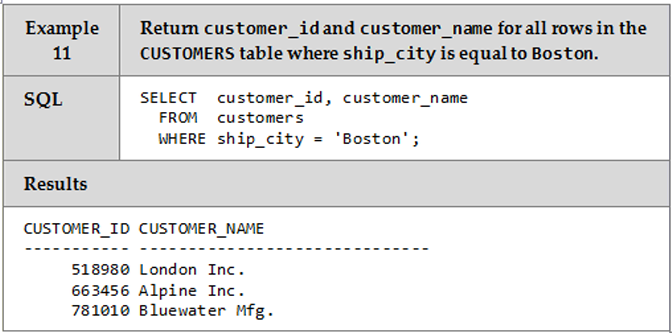 Example 11
Return customer_id and customer_name for all rows in the
CUSTOMERS table where ship_city is equal to Boston.
SQL
SELECT  customer_id, customer_name
  FROM  customers
  WHERE ship_city = 'Boston';
Results
CUSTOMER_ID CUSTOMER_NAME
----------- ------------------------------
     518980 London Inc.
     663456 Alpine Inc.
     781010 Bluewater Mfg.